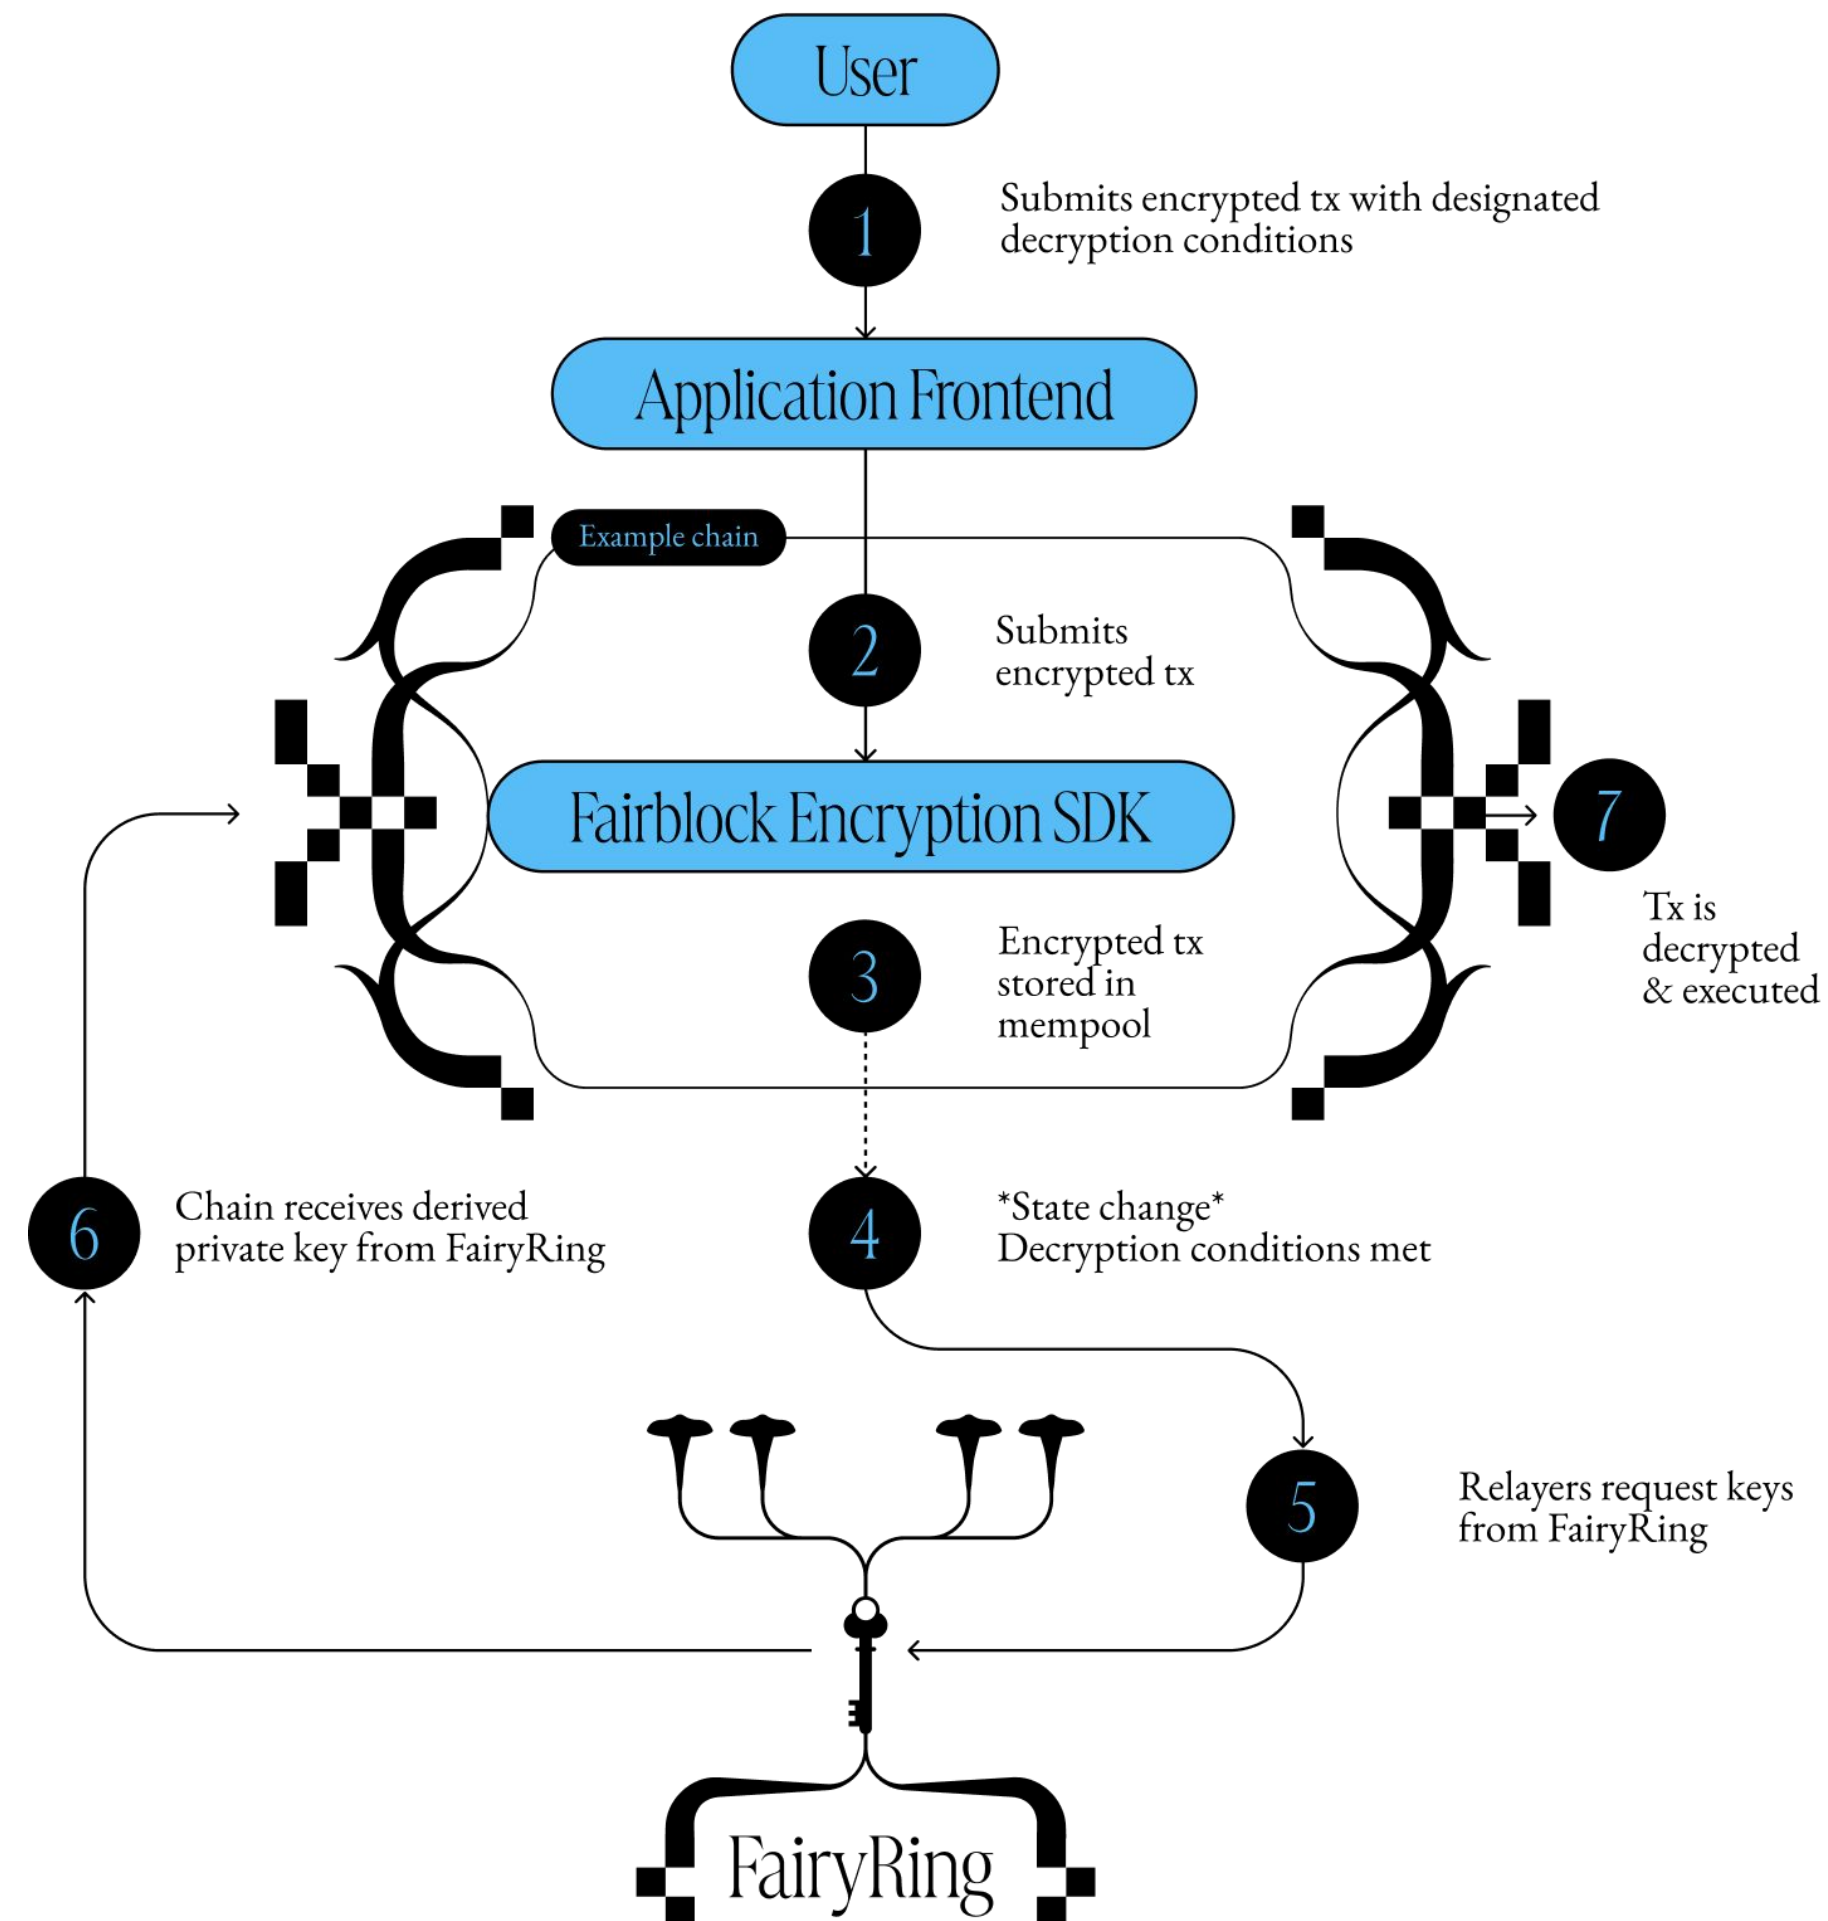 User
1
Submits encrypted tx with designated
decryption conditions
Application Frontend
Example chain
2
Submits
encrypted tx
Fairblock Encryption SDK
7
Tx is
decrypted
& executed
3
Encrypted tx
stored in
mempool
6
Chain receives derived
private key from FairyRing
4
*State change*
Decryption conditions met
5
Relayers request keys
from FairyRing
FairyRing